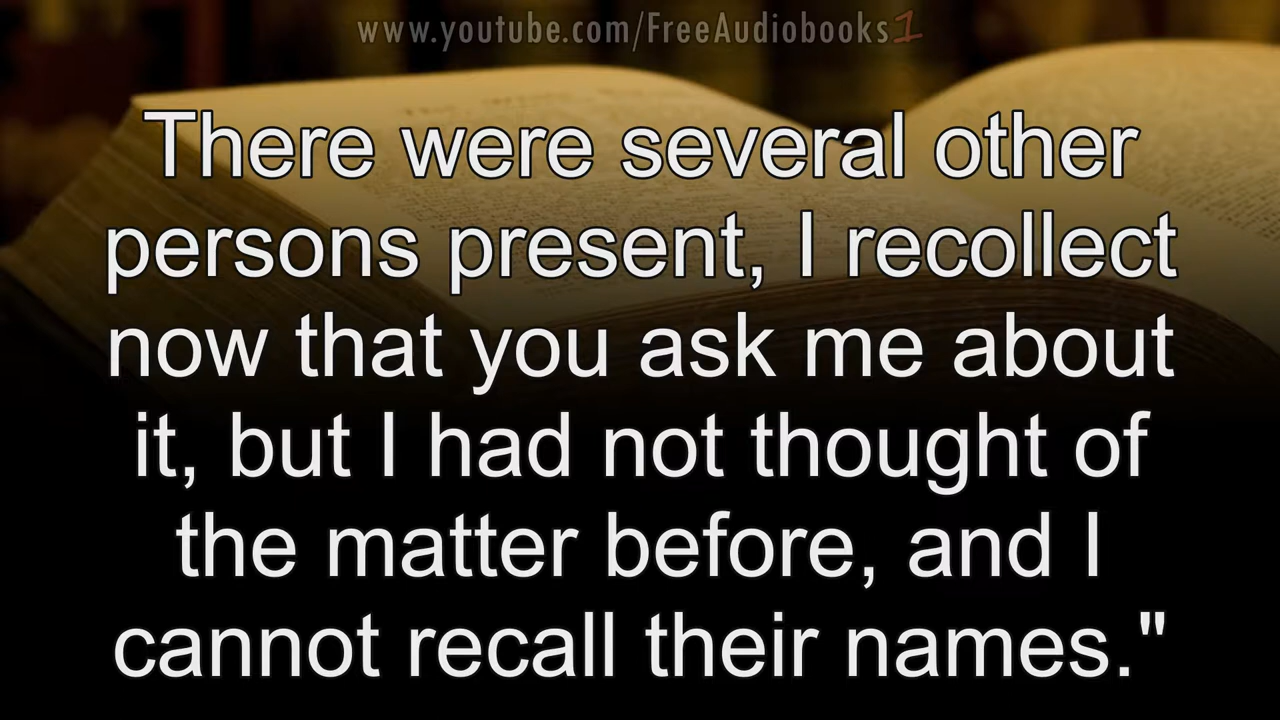 www.youtube.com/FreeAudiobooks1
There were several other
persons present, I recollect
now that you ask me about
it, but I had not thought of
the matter before, and I
cannot recall their names."